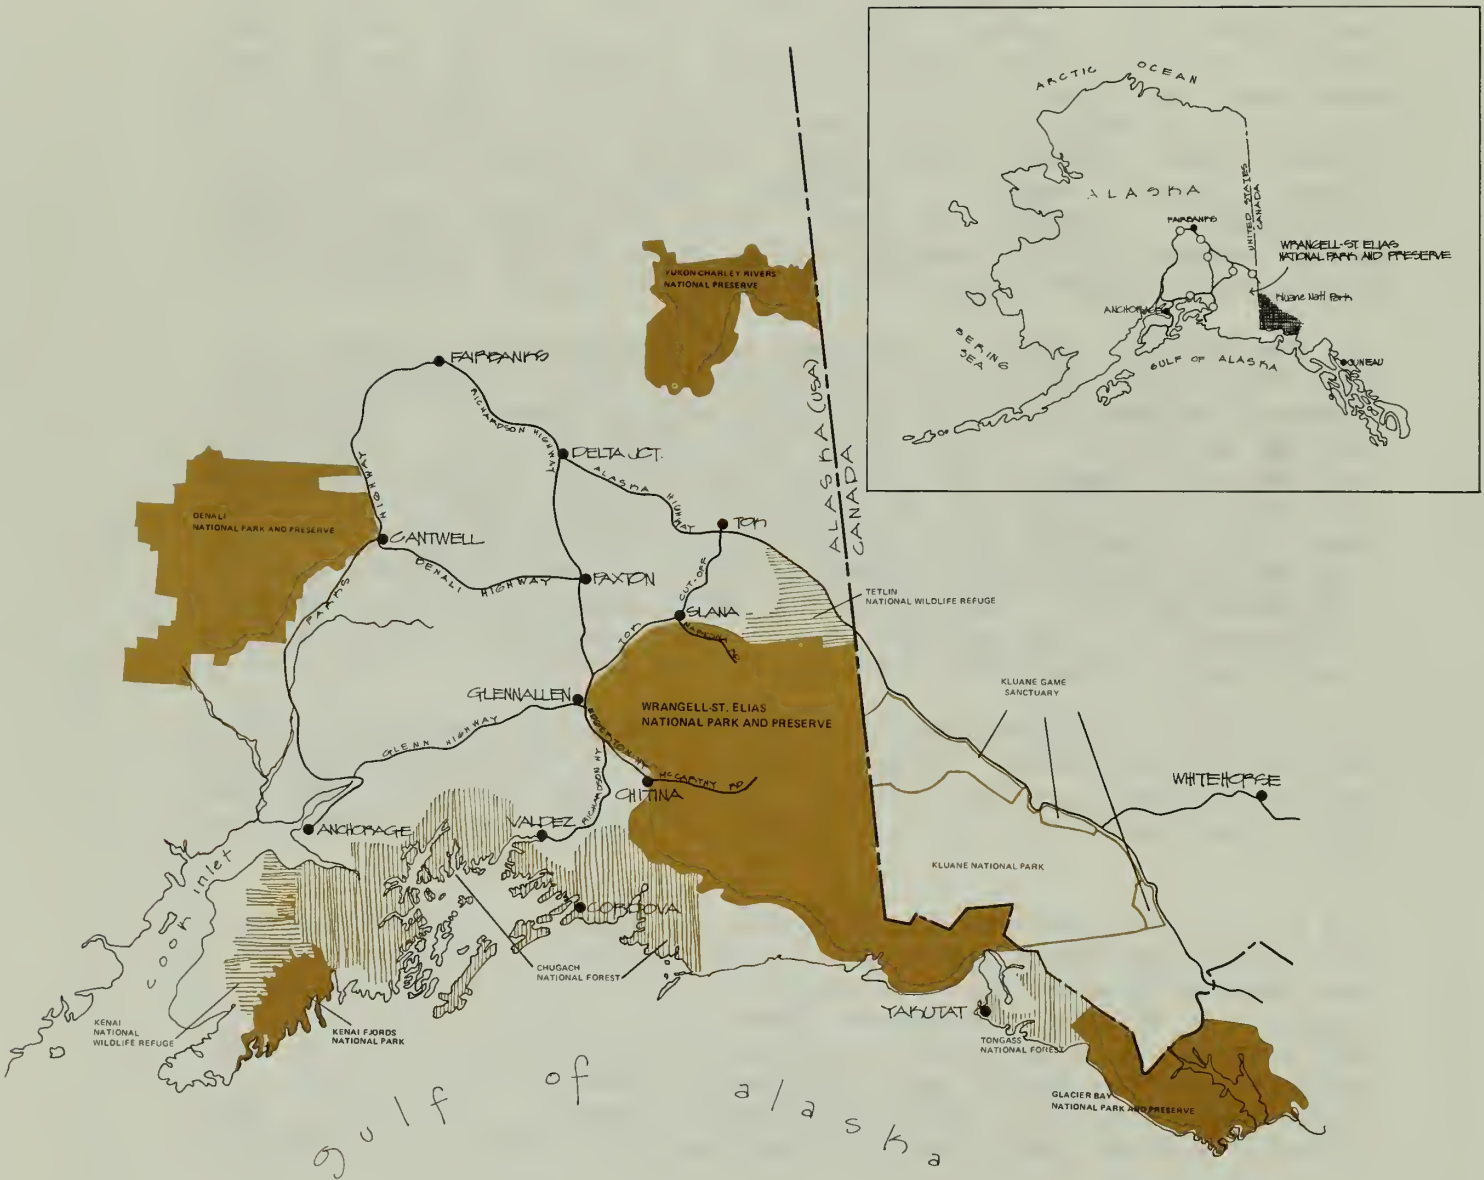 ARCTIC OCEAN
ALASKA
FAIRBANKS
UNITED STATES
CANADA
WRANGELL-ST ELIAS
NATIONAL PARK AND PRESERVE
Kluane Natl Park
ANCHORAGE
BERING
SEA
GULF OF ALASKA
JUNEAU
YUKON CHARLEY RIVERS
NATIONAL PRESERVE
ALASKA (USA)
CANADA
FAIRBANKS
RICHARDSON HIGHWAY
DELTA JCT.
ALASKA HIGHWAY
HIGHWAY
DENALI
NATIONAL PARK AND PRESERVE
TOK
CANTWELL
DENALI HIGHWAY
PAXTON
CUT-OFF
PARKS
TETLIN
NATIONAL WILDLIFE REFUGE
SLANA
NABESNA RD
TOK
KLUANE GAME
SANCTUARY
GLENNALLEN
WRANGELL-ST. ELIAS
NATIONAL PARK AND PRESERVE
GLENN HIGHWAY
EDGERTON HY
RICHARDSON HY
McCARTHY RD
CHITINA
WHITEHORSE
ANCHORAGE
VALDEZ
KLUANE NATIONAL PARK
cook inlet
CORDOVA
CHUGACH
NATIONAL FOREST
YAKUTAT
KENAI
NATIONAL
WILDLIFE REFUGE
KENAI FJORDS
NATIONAL PARK
TONGASS
NATIONAL FOREST
GLACIER BAY
NATIONAL PARK AND PRESERVE
gulf of alaska